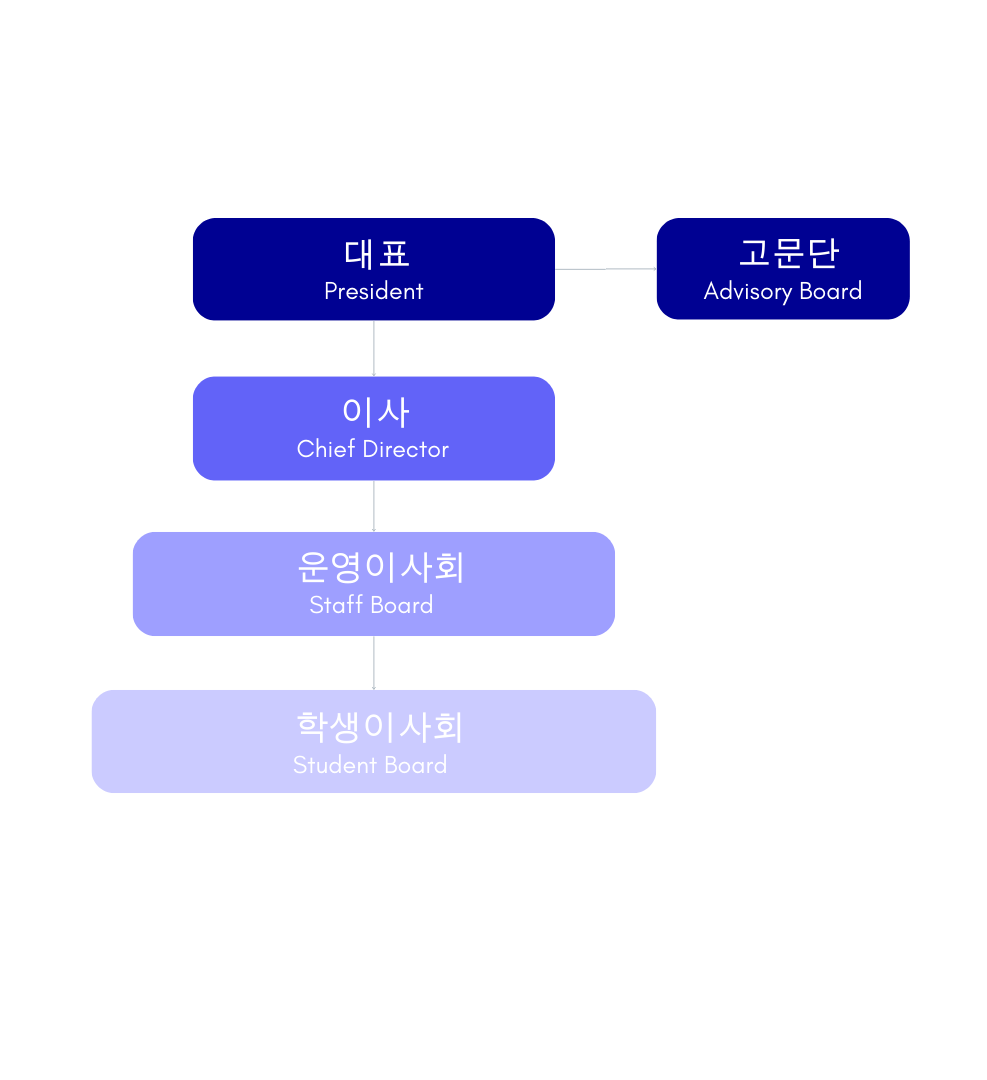 대표
President
고문단
Advisory Board
이사
Chief Director
운영이사회
Staff Board
학생이사회
Student Board